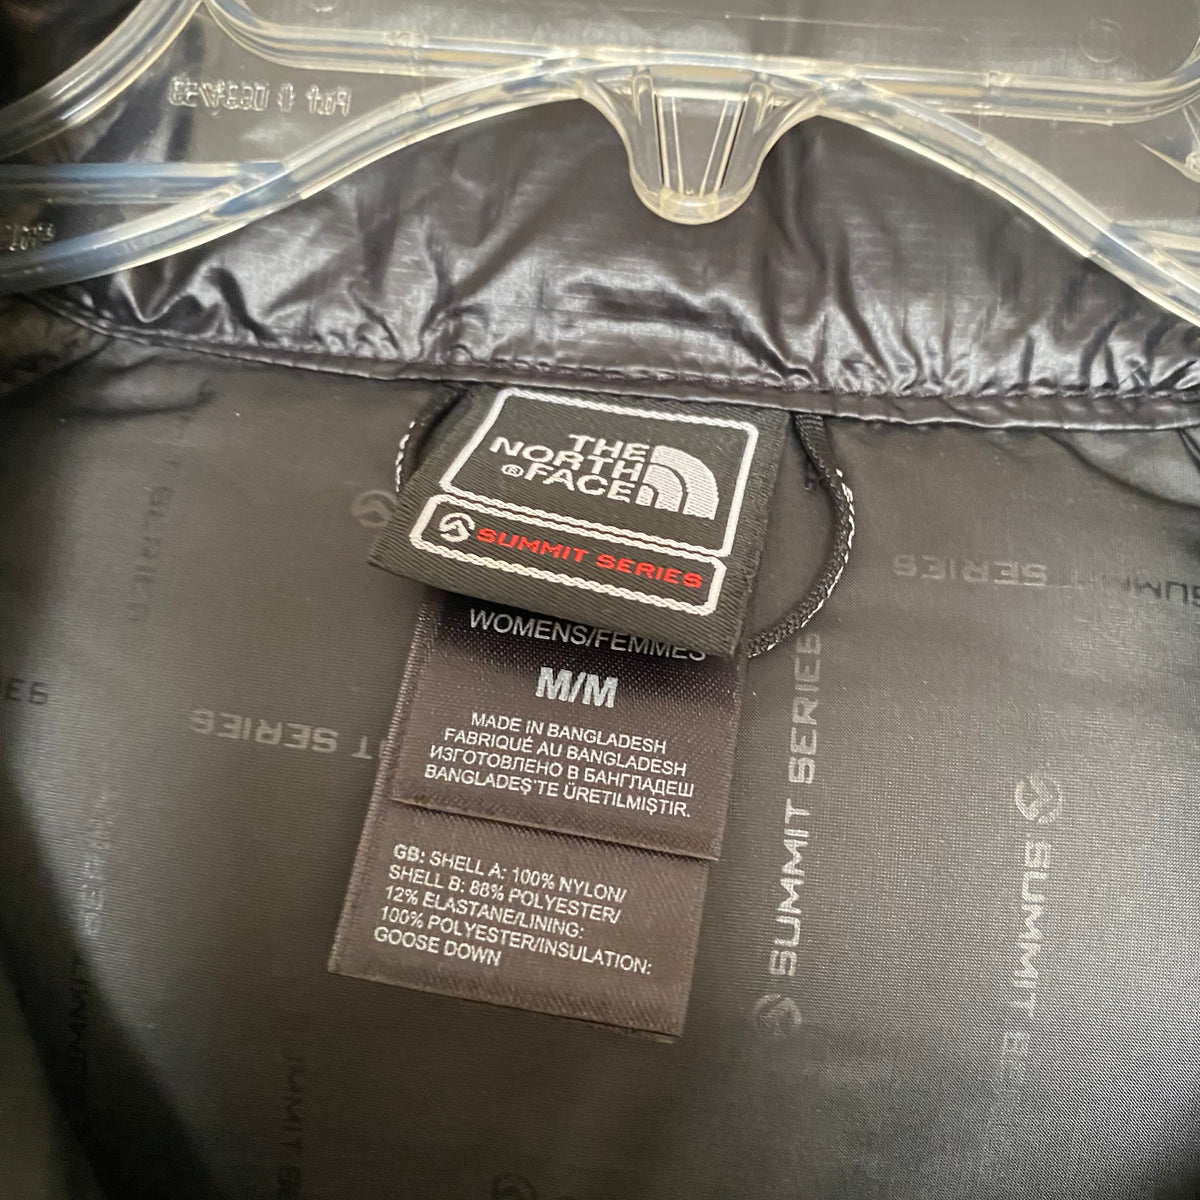 THE
NORTH
®FACE
SUMMIT SERIES
WOMENS/FEMMES
M/M
MADE IN BANGLADESH
FABRIQUÉ AU BANGLADESH
ИЗГОТОВЛЕНО В БАНГЛАДЕШ
BANGLADEŞ'TE ÜRETILMIŞTIR.
GB: SHELL A: 100% NYLON/
SHELL B: 88% POLYESTER/
12% ELASTANE/LINING:
100% POLYESTER/INSULATION:
GOOSE DOWN
SUMMIT SERIES
SUMMIT SERIES
SUMMIT S
T SERIES